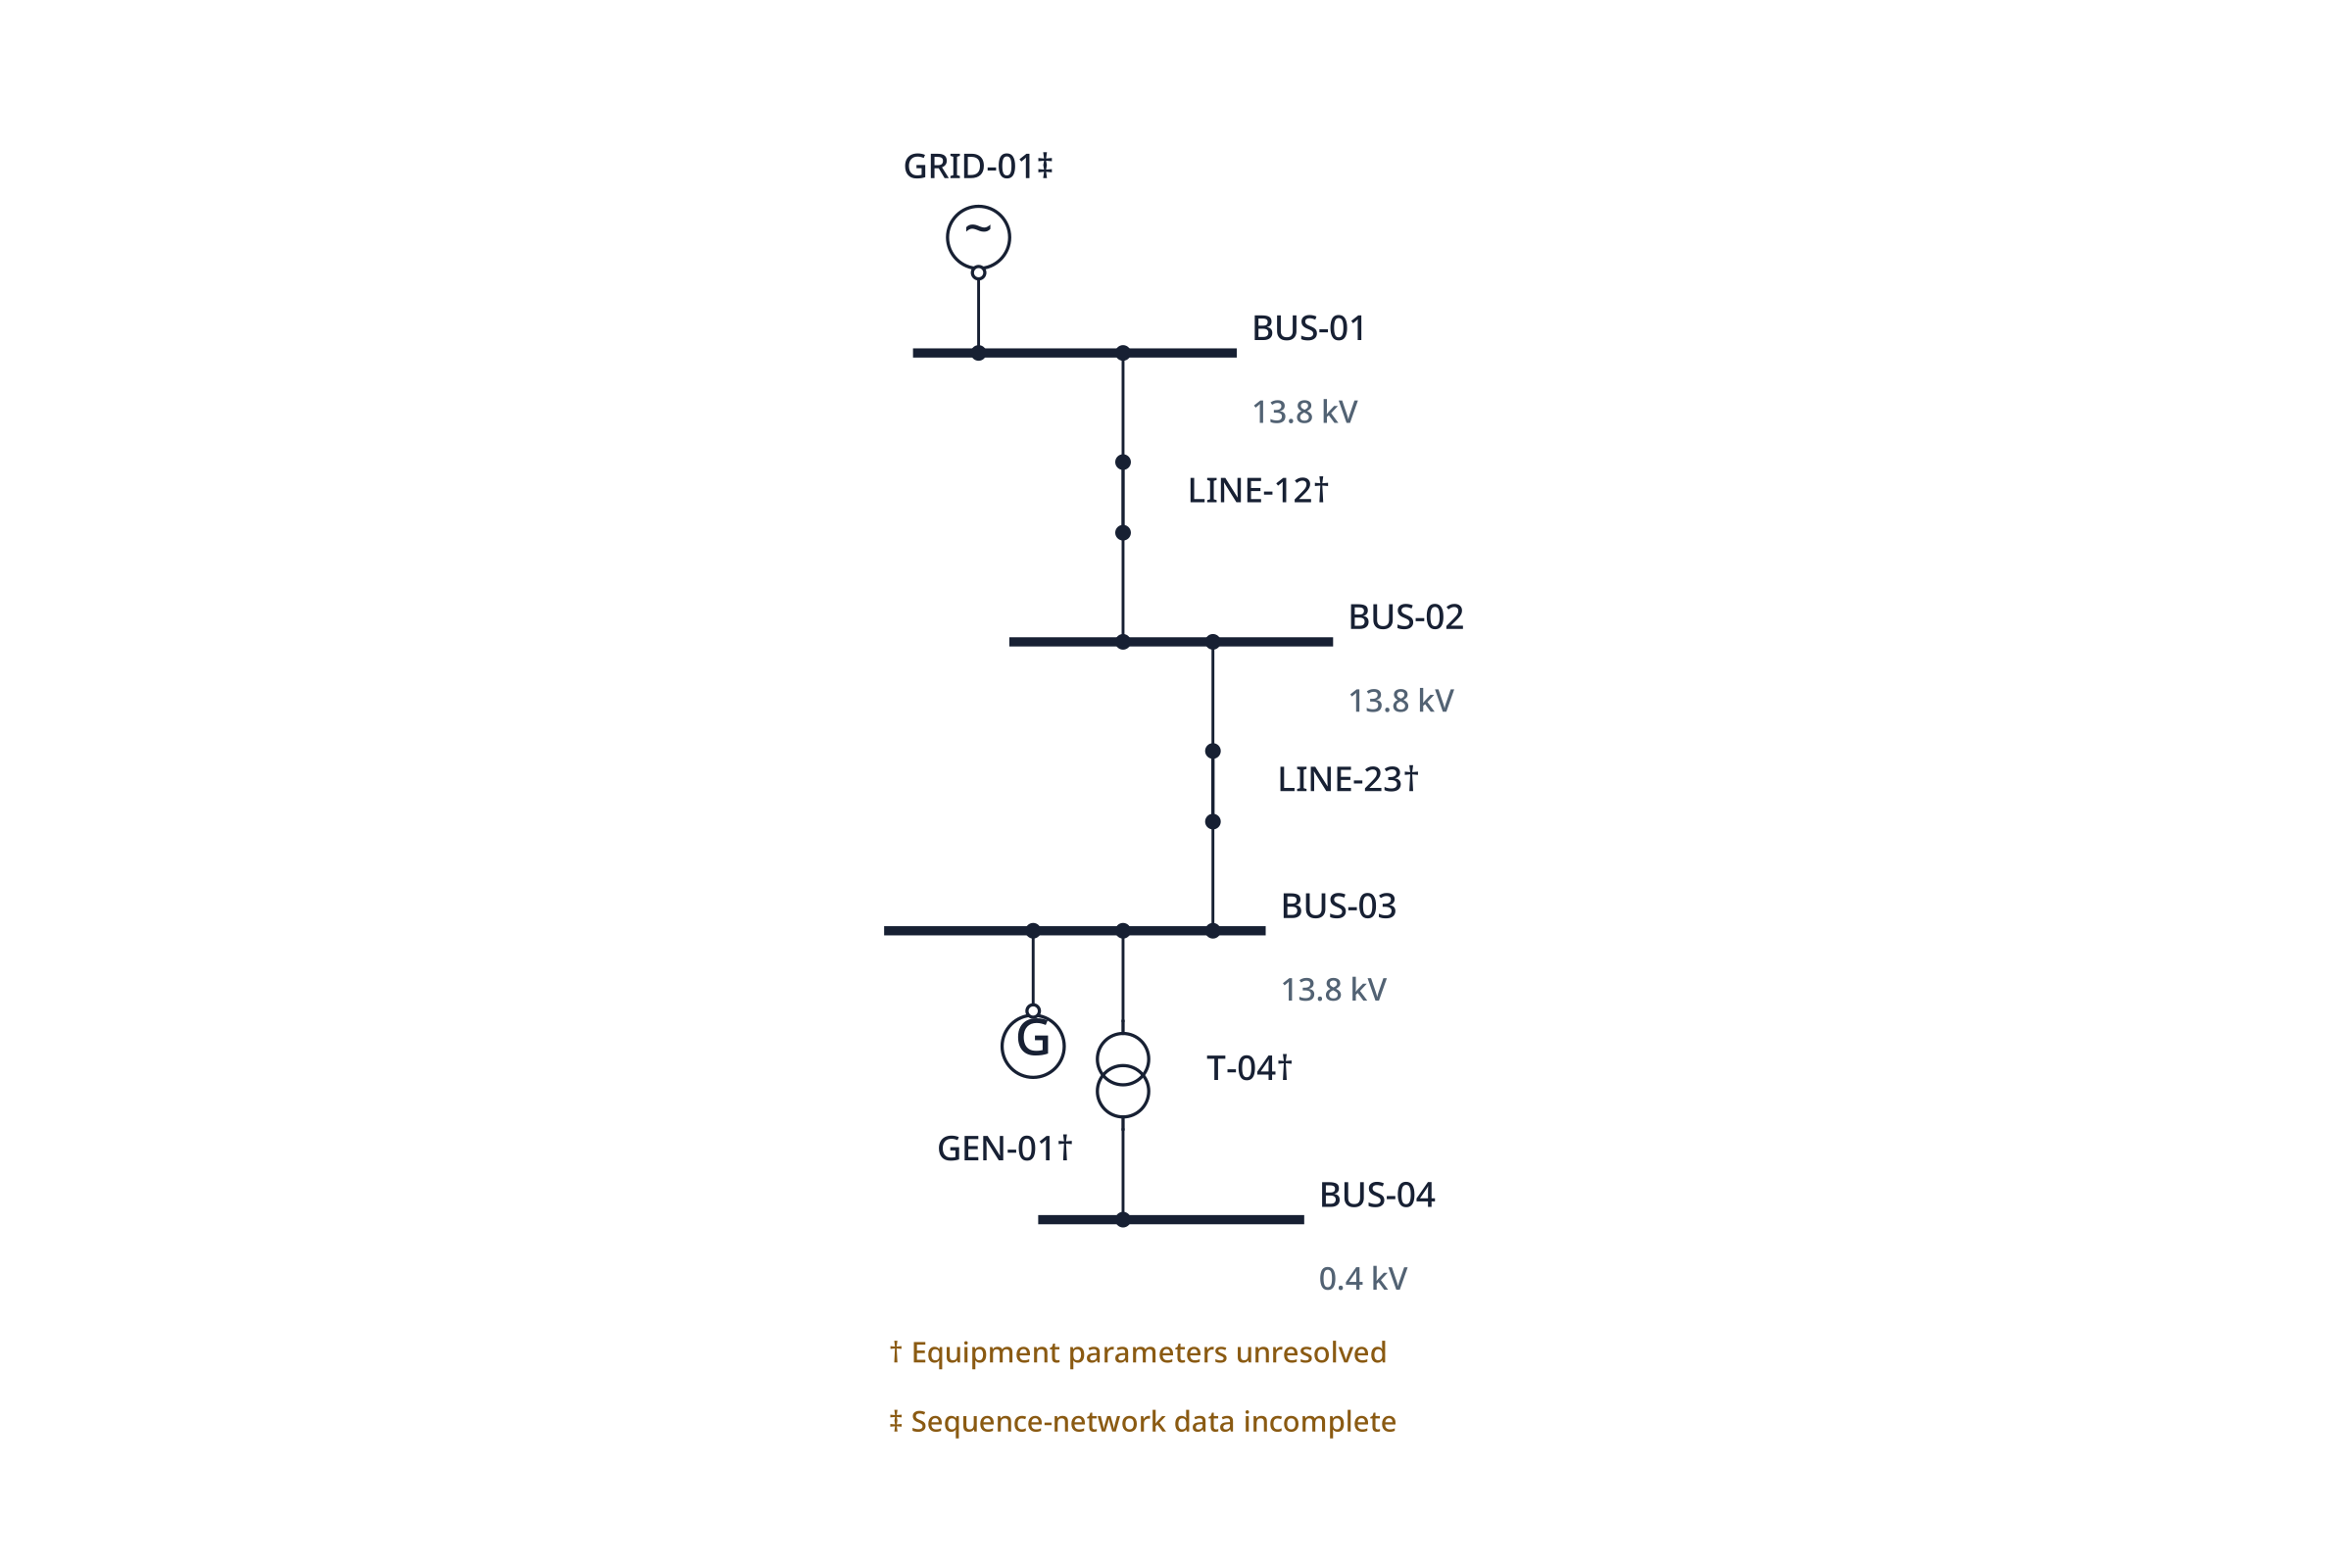 GRID-01‡
~
BUS-01
13.8 kV
LINE-12†
BUS-02
13.8 kV
LINE-23†
BUS-03
13.8 kV
G
T-04†
GEN-01†
BUS-04
0.4 kV
† Equipment parameters unresolved
‡ Sequence-network data incomplete